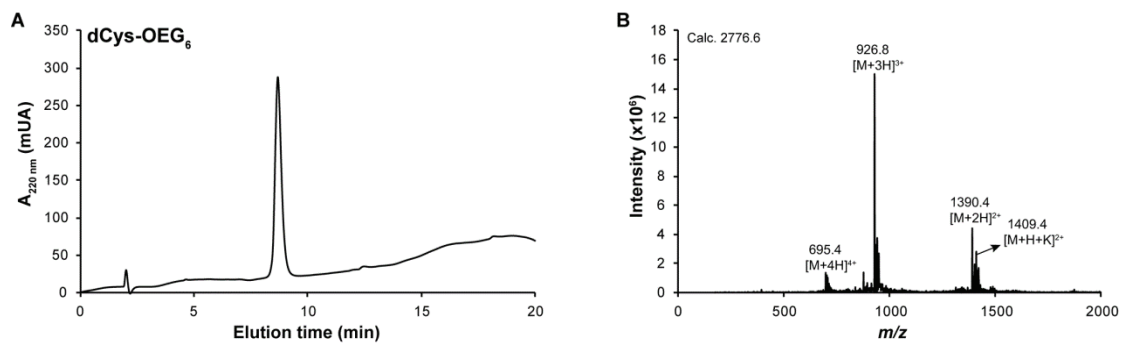 A
dCys-OEG₆
A₂₂₀ ₙₘ (mUA)
350
300
250
200
150
100
50
0
0 5 10 15 20
Elution time (min)
B
Calc. 2776.6
Intensity (x10⁶)
18
16
14
12
10
8
6
4
2
0
926.8
[M+3H]³⁺
1390.4
[M+2H]²⁺
1409.4
[M+H+K]²⁺
695.4
[M+4H]⁴⁺
0 500 1000 1500 2000
m/z